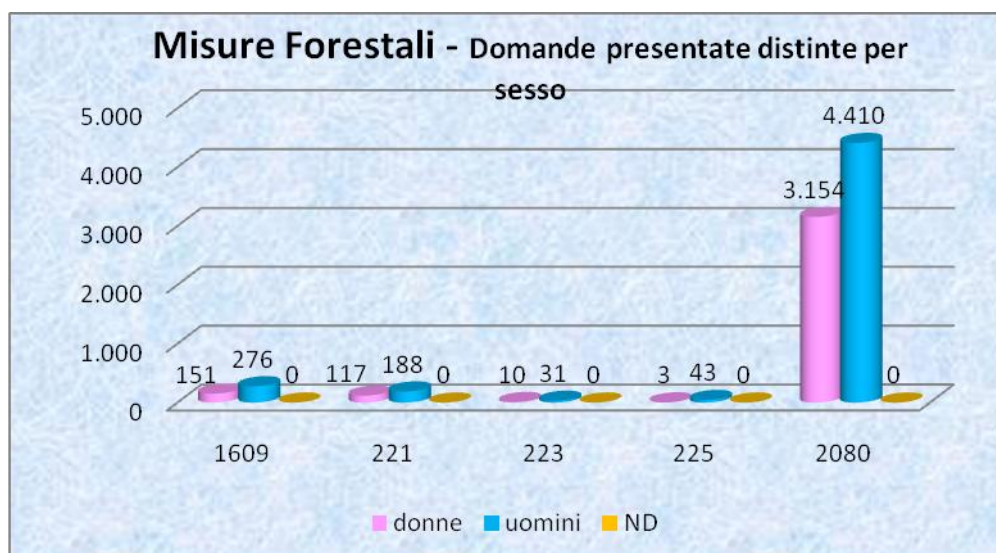 Misure Forestali - Domande presentate distinte per
sesso
5.000
4.000
3.000
2.000
1.000
0
151 276 0 117 188 0 10 31 0 3 43 0 3.154 4.410 0
1609 221 223 225 2080
donne uomini ND